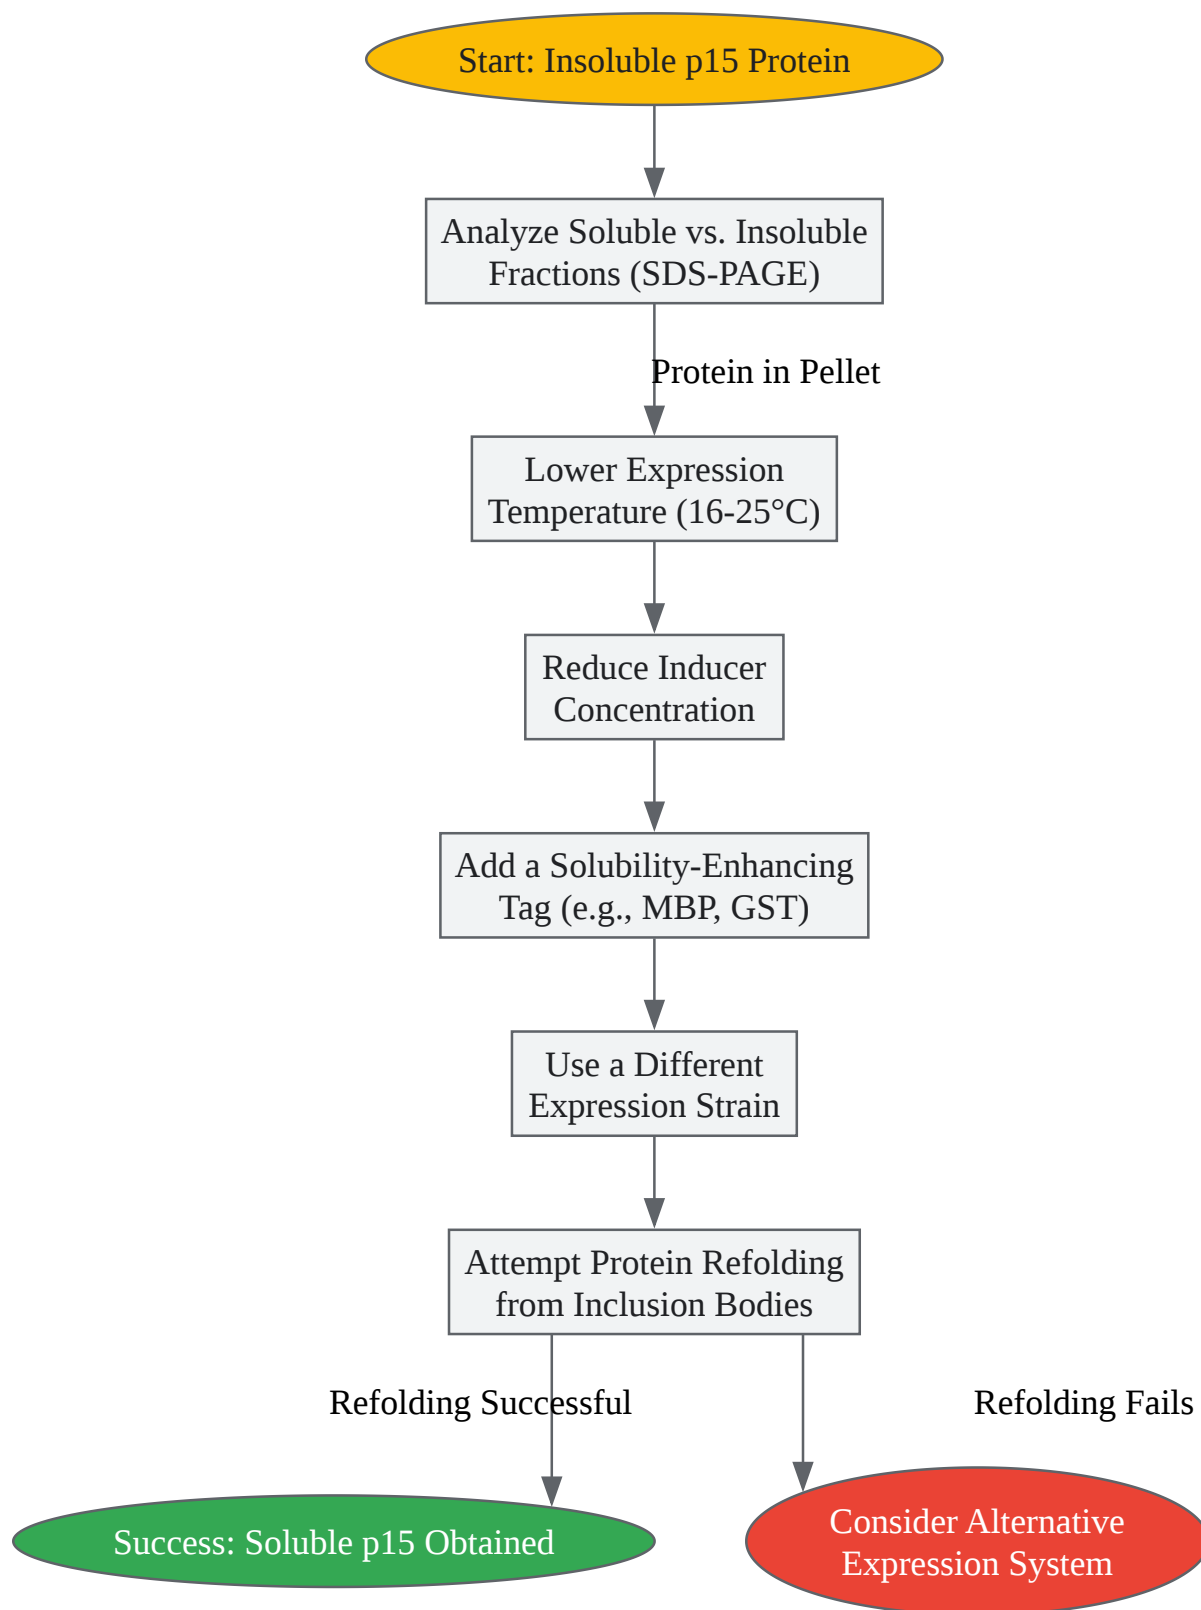 Start: Insoluble p15 Protein
Analyze Soluble vs. Insoluble
Fractions (SDS-PAGE)
Protein in Pellet
Lower Expression
Temperature (16-25°C)
Reduce Inducer
Concentration
Add a Solubility-Enhancing
Tag (e.g., MBP, GST)
Use a Different
Expression Strain
Attempt Protein Refolding
from Inclusion Bodies
Refolding Successful
Refolding Fails
Success: Soluble p15 Obtained
Consider Alternative
Expression System